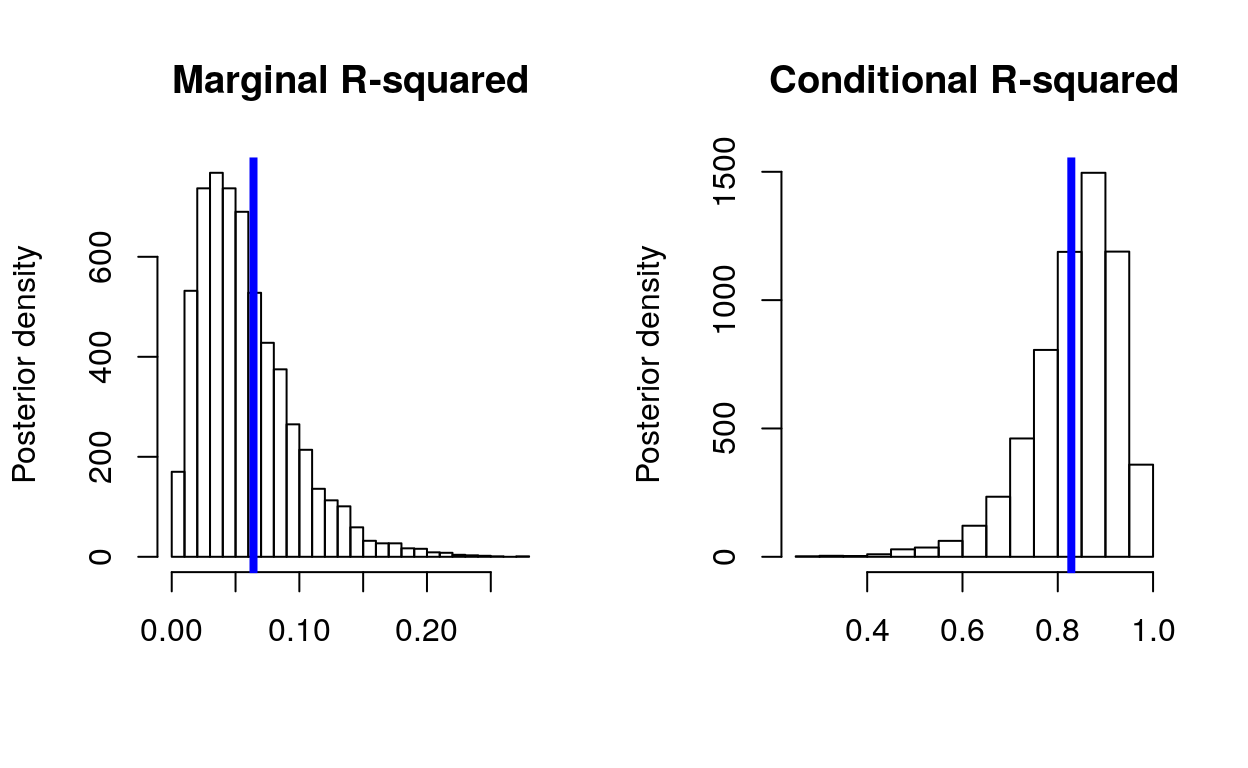 Marginal R-squared
Posterior density
0 200 400 600
0.00 0.10 0.20
Conditional R-squared
Posterior density
0 500 1000 1500
0.4 0.6 0.8 1.0